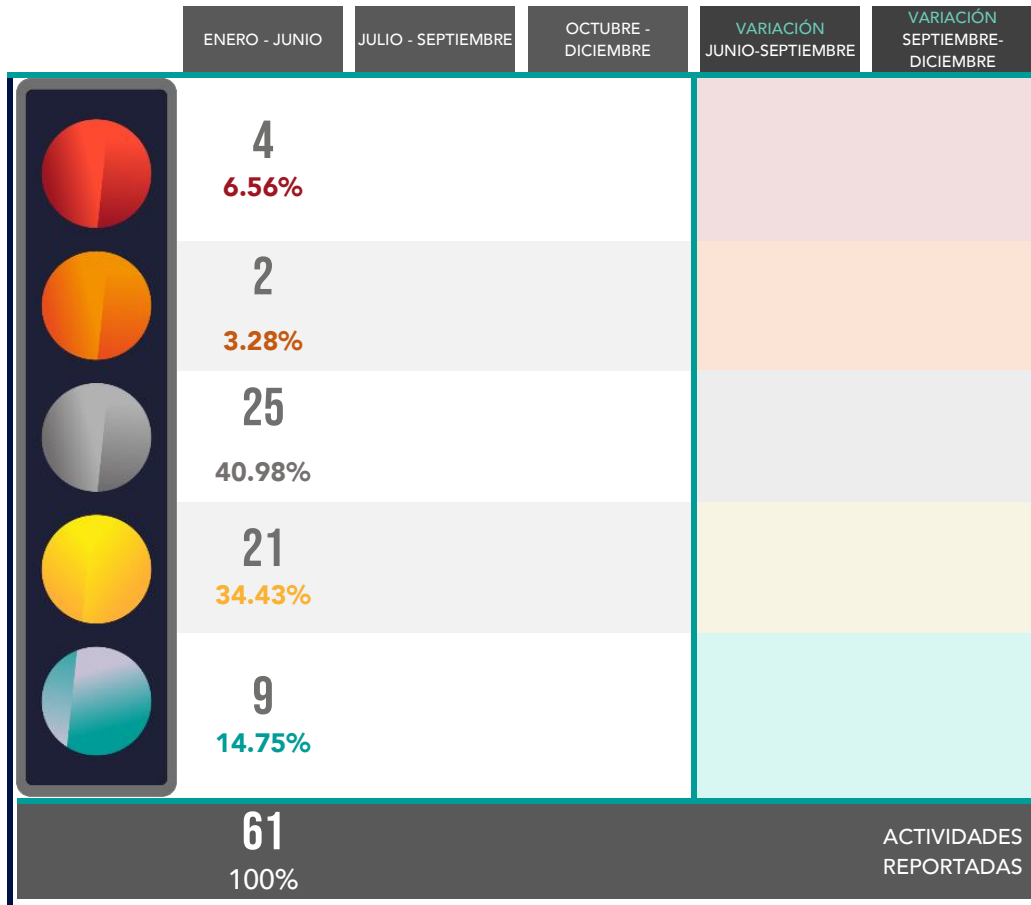 ENERO - JUNIO
JULIO - SEPTIEMBRE
OCTUBRE -
DICIEMBRE
VARIACIÓN
JUNIO-SEPTIEMBRE
VARIACIÓN
SEPTIEMBRE-
DICIEMBRE
4
6.56%
2
3.28%
25
40.98%
21
34.43%
9
14.75%
61
100%
ACTIVIDADES
REPORTADAS